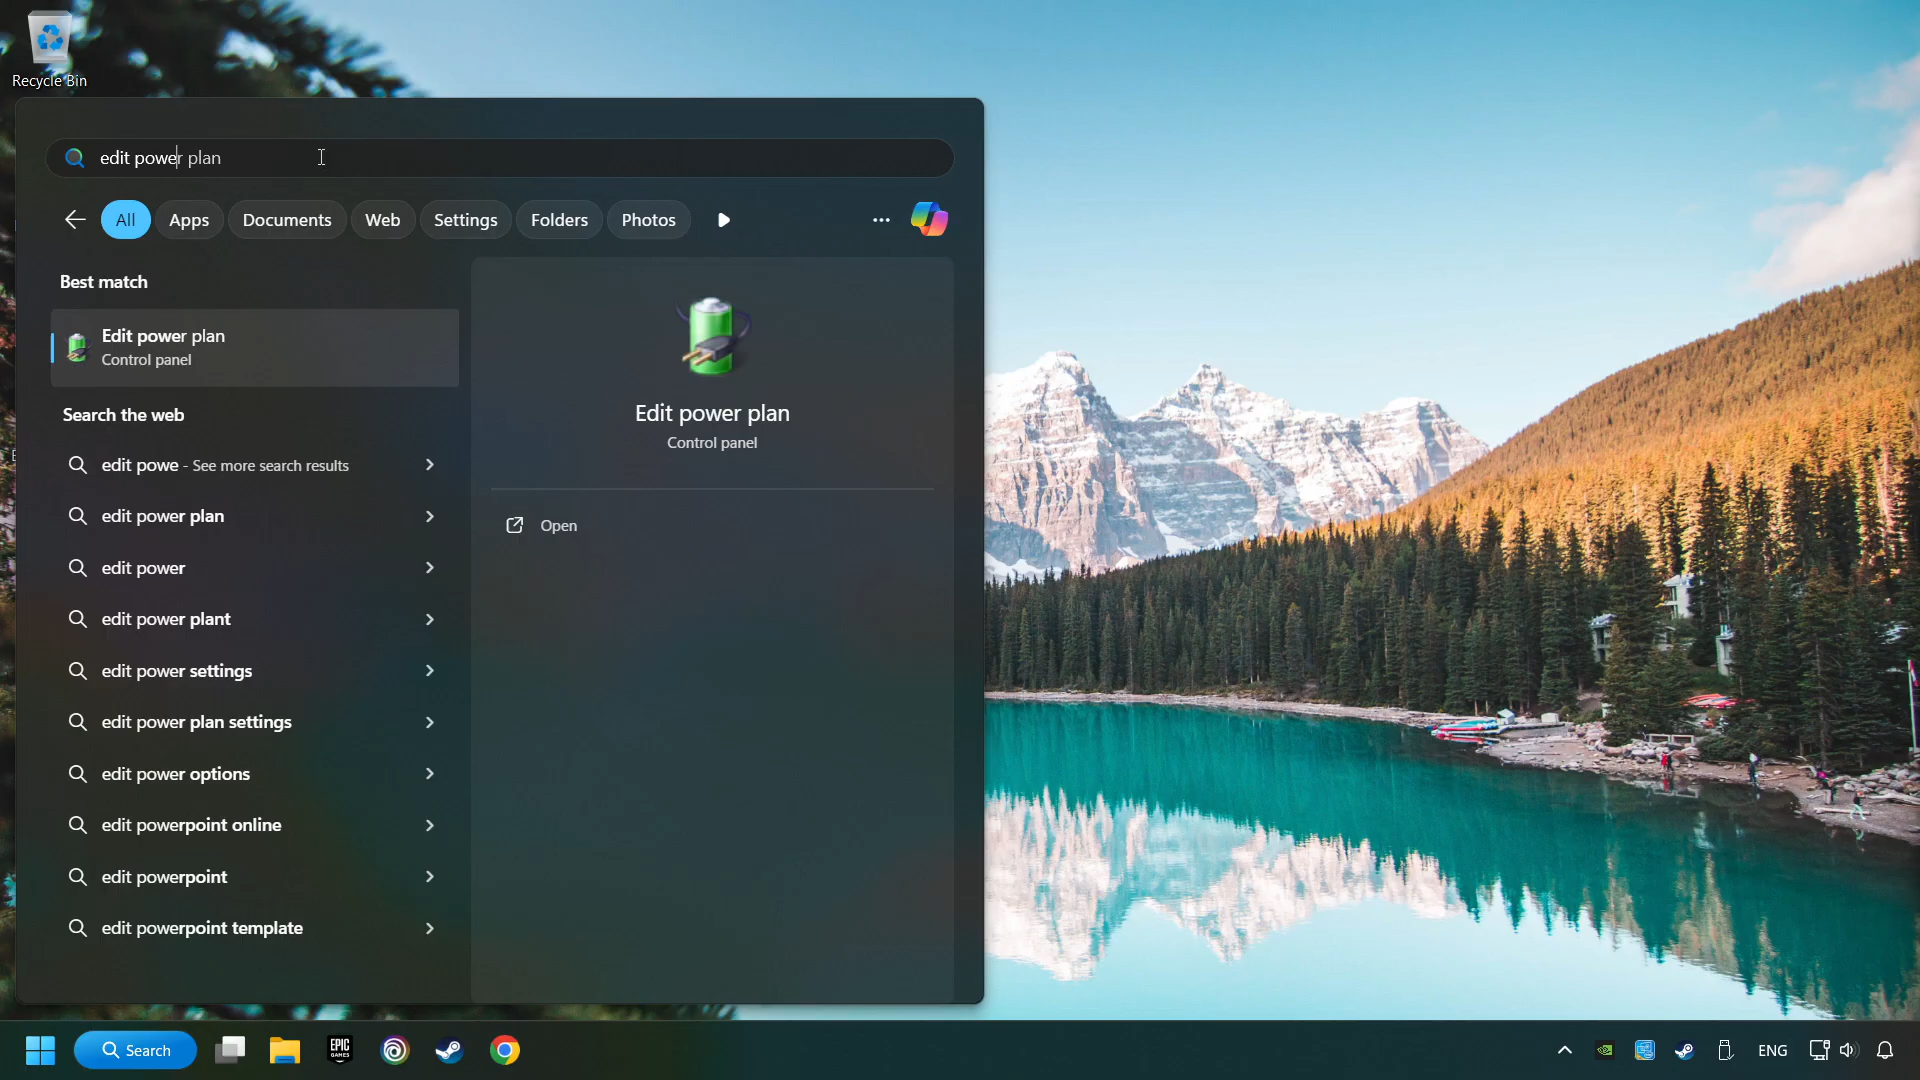 Recycle Bin
edit power plan
All
Apps
Documents
Web
Settings
Folders
Photos
Best match
Edit power plan
Control panel
Search the web
edit powe - See more search results
edit power plan
edit power
edit power plant
edit power settings
edit power plan settings
edit power options
edit powerpoint online
edit powerpoint
edit powerpoint template
Edit power plan
Control panel
Open
Search
EPIC
GAMES
ENG